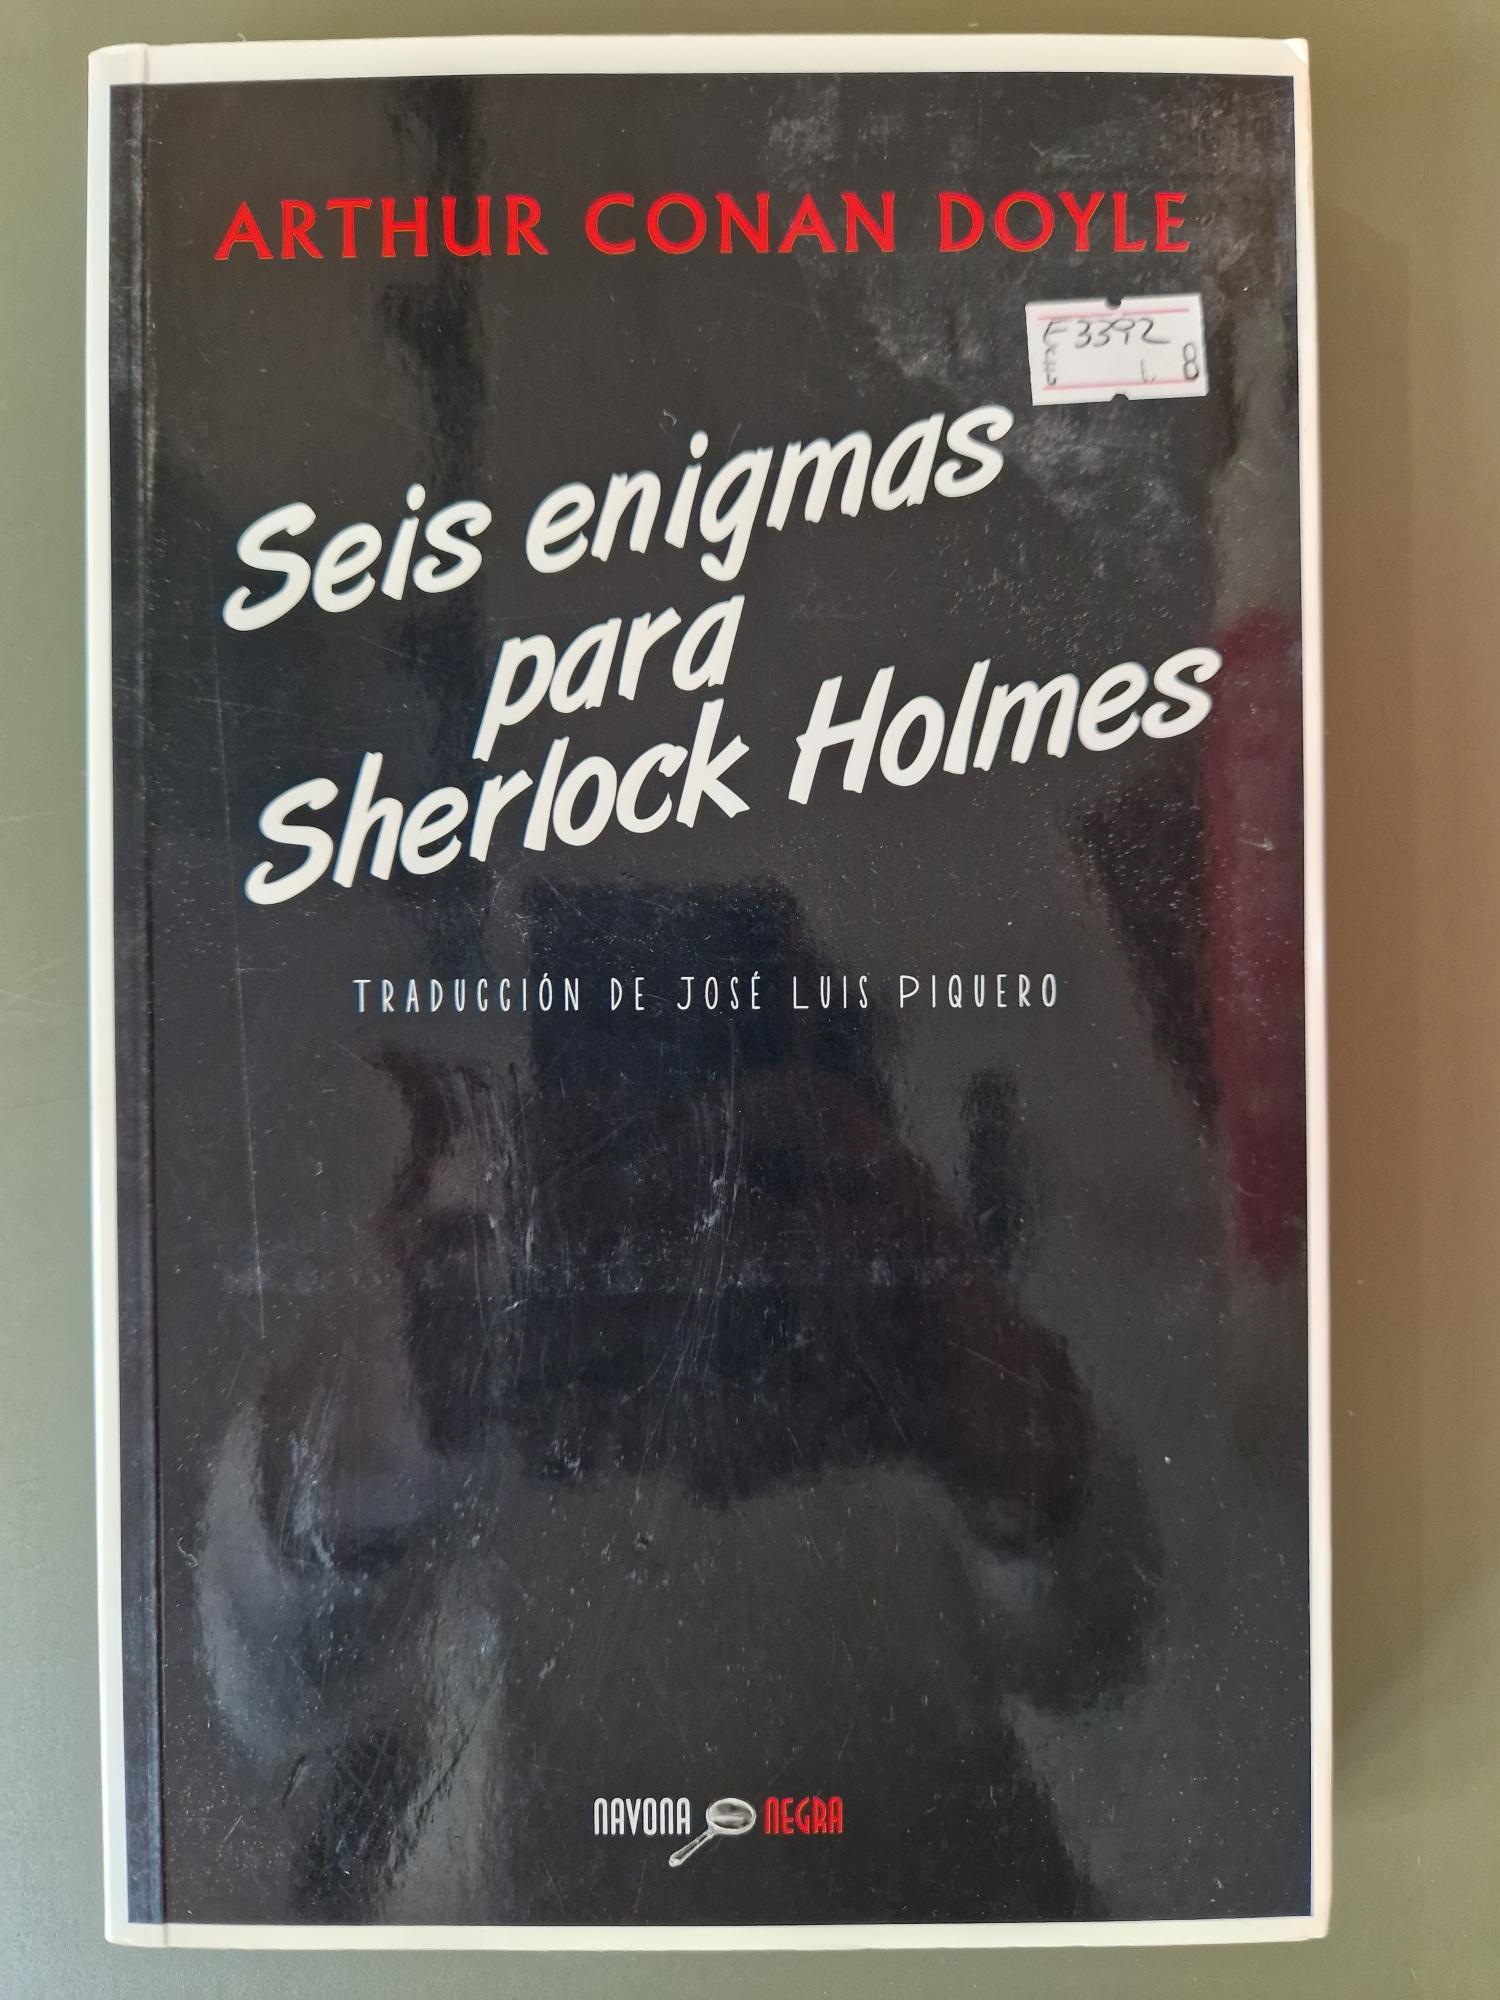 ARTHUR CONAN DOYLE
E3392
8
Seis enigmas
para
Sherlock Holmes
TRADUCCIÓN DE JOSÉ LUIS PIQUERO
NAVONA NEGRA